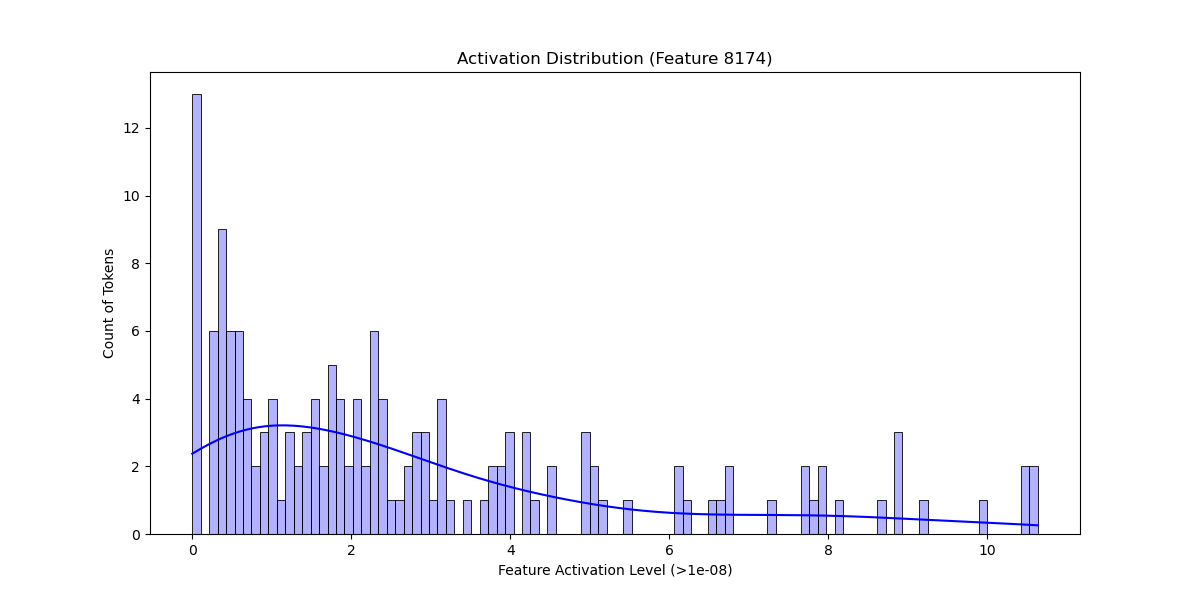 Activation Distribution (Feature 8174)
Count of Tokens
12
10
8
6
4
2
0
0 2 4 6 8 10
Feature Activation Level (>1e-08)